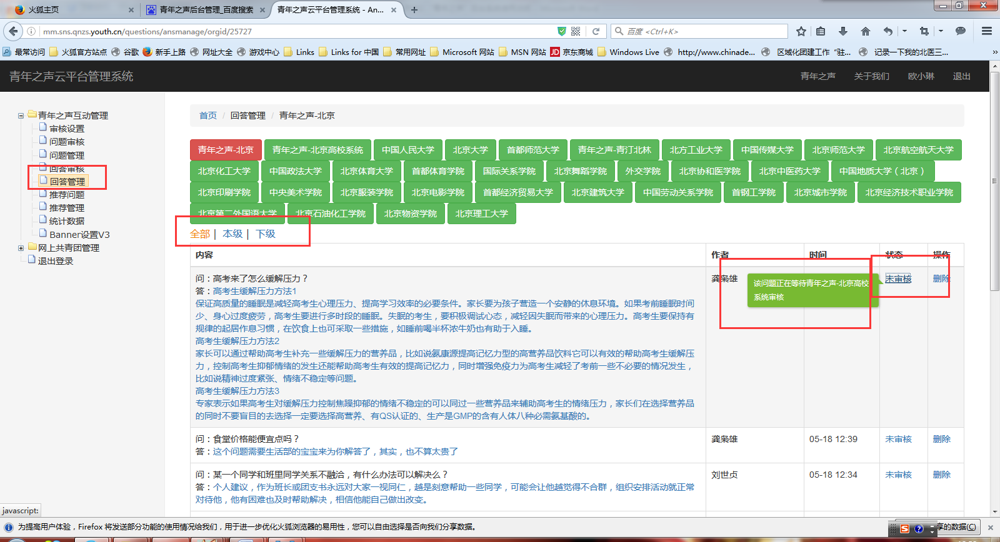 火狐主页
青年之声后台管理_百度搜索
青年之声云平台管理系统 - An...
mm.sns.qnzs.youth.cn/questions/ansmanage/orgid/25727
百度 <Ctrl+K>
最常访问 火狐官方站点 谷歌 新手上路 网址大全 游戏中心 Links Links for 中国 常用网址 Microsoft 网站 MSN 网站 JD 京东商城 Windows Live http://www.chinade... 区域化团建工作“驻... 记录一下我的北医三...
青年之声云平台管理系统
青年之声 关于我们 欧小琳 退出
青年之声互动管理
审核设置
问题审核
问题管理
回答审核
回答管理
推荐问题
推荐管理
统计数据
Banner设置V3
网上共青团管理
退出登录
首页 / 回答管理 / 青年之声-北京
青年之声-北京 青年之声-北京高校系统 中国人民大学 北京大学 首都师范大学 青年之声-青汀北林 北方工业大学 中国传媒大学 北京师范大学 北京航空航天大学
北京化工大学 中国政法大学 北京体育大学 首都体育学院 国际关系学院 北京舞蹈学院 外交学院 北京协和医学院 北京中医药大学 中国地质大学（北京）
北京印刷学院 中央美术学院 北京服装学院 北京电影学院 首都经济贸易大学 北京建筑大学 中国劳动关系学院 首钢工学院 北京城市学院 北京经济技术职业学院
北京第二外国语大学 北京石油化工学院 北京物资学院 北京理工大学
全部 | 本级 | 下级
内容 作者 时间 状态 操作
问：高考来了怎么缓解压力？
答：高考生缓解压力方法1
保证高质量的睡眠是减轻高考生心理压力、提高学习效率的必要条件。家长要为孩子营造一个安静的休息环境。如果考前睡眠时间
少、身心过度疲劳，高考生要进行多时段的睡眠。失眠的考生，要积极调试心态，减轻因失眠而带来的心理压力。高考生要保持有
规律的起居作息习惯，在饮食上也可采取一些措施，如睡前喝半杯浓牛奶也有助于入睡。
高考生缓解压力方法2
家长可以通过帮助高考生补充一些缓解压力的营养品，比如说氨康源提高记忆力型的高营养品饮料它可以有效的帮助高考生缓解压
力，控制高考生抑郁情绪的发生还能帮助高考生有效的提高记忆力，同时增强免疫力为高考生减轻了考前一些不必要的情况发生，
比如说精神过度紧张、情绪不稳定等问题。
高考生缓解压力方法3
专家表示如果高考生对缓解压力控制焦躁抑郁的情绪不稳定的可以同过一些营养品来辅助高考生的情绪压力，家长们在选择营养品
的同时不要盲目的去选择一定要选择高营养、有QS认证的、生产是GMP的含有人体八种必需氨基酸的。
龚枭雄
该问题正在等待青年之声-北京高校
系统审核
未审核 删除
问：食堂价格能便宜点吗？
答：这个问题需要生活部的宝宝来为你解答了，其实，也不算太贵了
龚枭雄 05-18 12:39 未审核 删除
问：某一个同学和班里同学关系不融洽，有什么办法可以解决么？
答：个人建议，作为班长或团支书永远对大家一视同仁，越是刻意帮助一些同学，可能会让他越觉得不合群，组织安排活动就正常
对待他，他有困难也及时帮助解决，相信他能自己做出改变。
刘世贞 05-18 12:34 未审核 删除
javascript:
为提高用户体验，Firefox 将发送部分功能的使用情况给我们，用于进一步优化火狐浏览器的易用性，您可以自由选择是否向我们分享数据。
享的数据(C)